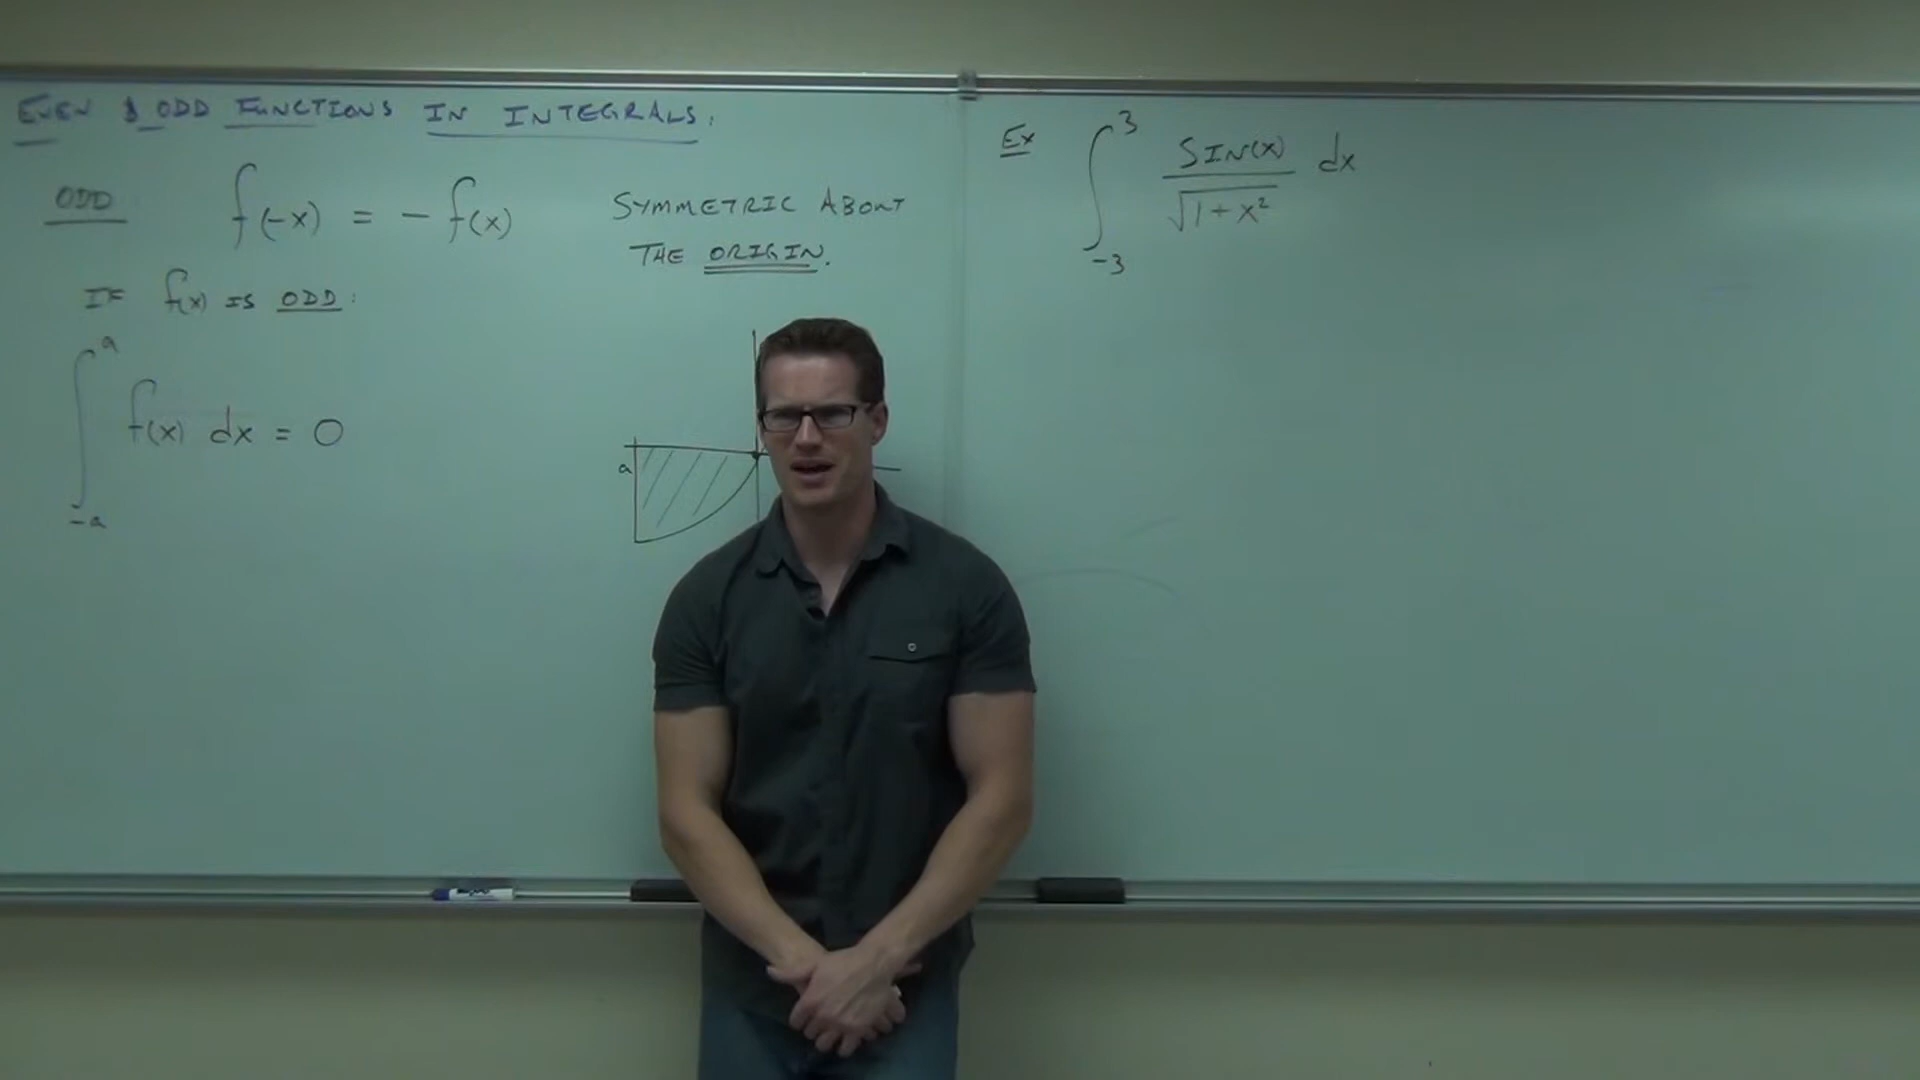 EVEN & ODD FUNCTIONS IN INTEGRALS.
ODD f(-x) = - f(x)
SYMMETRIC ABOUT
THE ORIGIN.
IF f(x) IS ODD:
∫_{-a}^{a} f(x) dx = 0
a
Ex ∫_{-3}^{3} SIN(x)/√(1+x²) dx